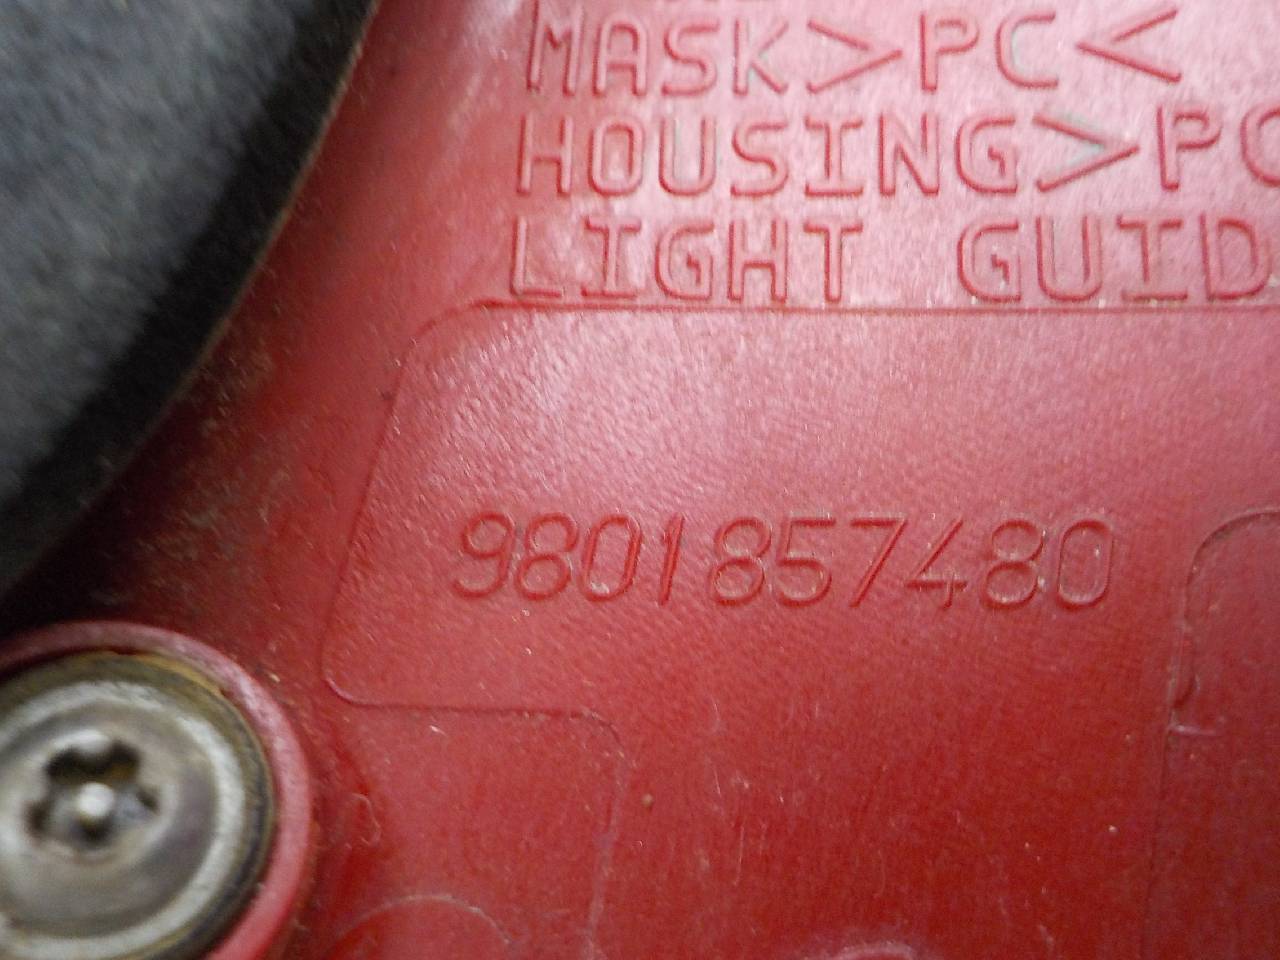 MASK>PC<
HOUSING>PC
LIGHT GUID
9801857480